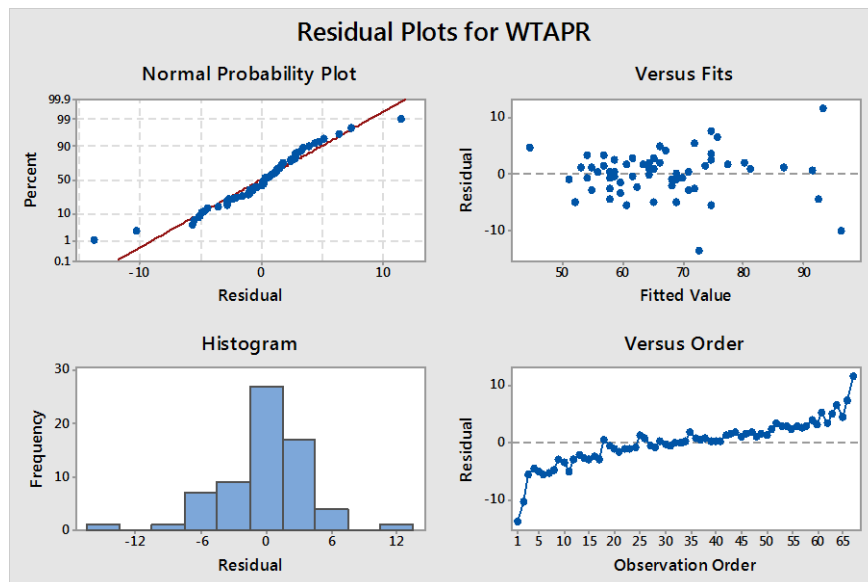 Residual Plots for WTAPR
Normal Probability Plot
99.9
99
90
50
10
1
0.1
Percent
-10 0 10
Residual
Versus Fits
10
0
-10
Residual
50 60 70 80 90
Fitted Value
Histogram
30
20
10
0
Frequency
-12 -6 0 6 12
Residual
Versus Order
10
0
-10
Residual
1 5 10 15 20 25 30 35 40 45 50 55 60 65
Observation Order